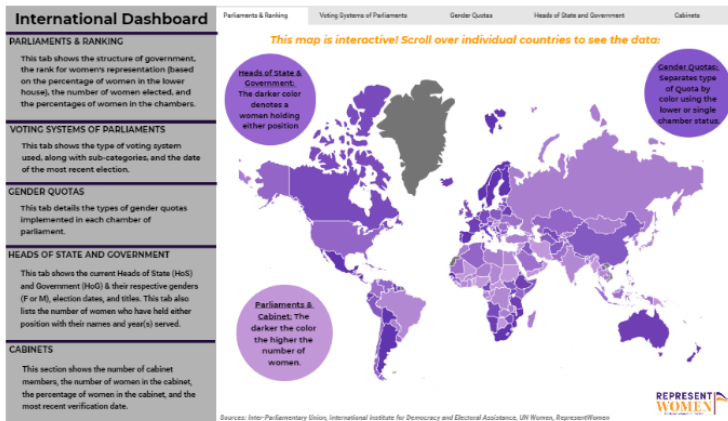 International Dashboard
PARLIAMENTS & RANKING
This tab shows the structure of government,
the rank for women's representation (based
on the percentage of women in the lower
house), the number of women elected, and
the percentages of women in the chambers.
VOTING SYSTEMS OF PARLIAMENTS
This tab shows the type of voting system
used, along with sub-categories, and the date
of the most recent election.
GENDER QUOTAS
This tab details the types of gender quotas
implemented in each chamber of
parliament.
HEADS OF STATE AND GOVERNMENT
This tab shows the current Heads of State (HoS)
and Government (HoG) & their respective genders
(F or M), election dates, and titles. This tab also
lists the number of women who have held either
position with their names and year(s) served.
CABINETS
This section shows the number of cabinet
members, the number of women in the cabinet,
the percentage of women in the cabinet, and the
most recent verification date.
Parliaments & Ranking
Voting Systems of Parliaments
Gender Quotas
Heads of State and Government
Cabinets
This map is interactive! Scroll over individual countries to see the data:
Heads of State &
Government:
The darker color
denotes a
women holding
either position
Gender Quotas:
Separates type
of Quota by
color using the
lower or single
chamber status.
Parliaments &
Cabinet: The
darker the color
the higher the
number of
women.
REPRESENT
WOMEN
Sources: Inter-Parliamentary Union, International Institute for Democracy and Electoral Assistance, UN Women, RepresentWomen